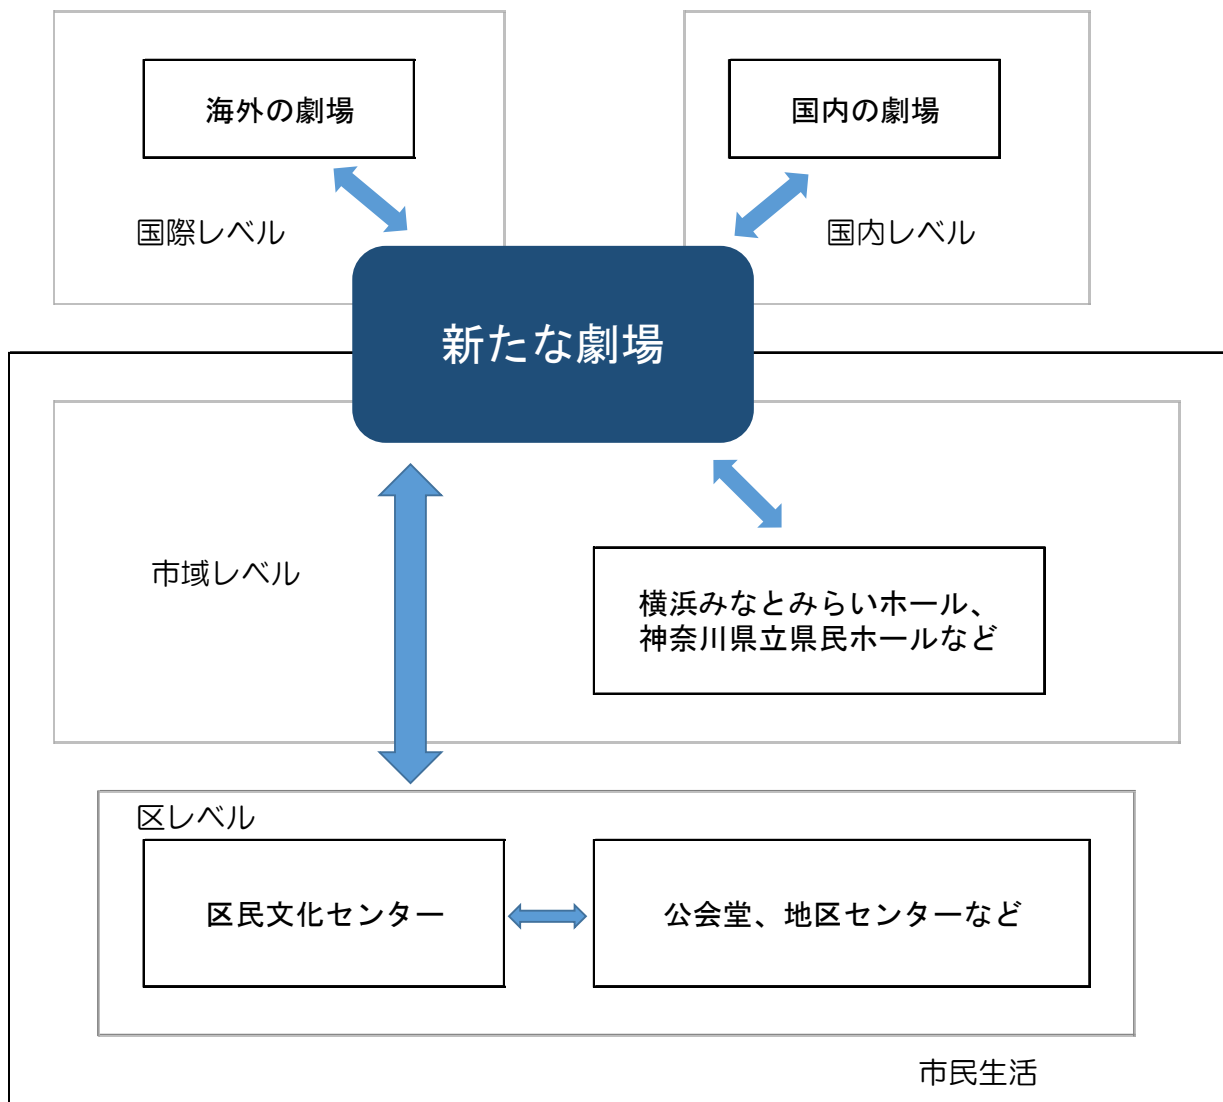 海外の劇場
国内の劇場
国際レベル
国内レベル
新たな劇場
市域レベル
横浜みなとみらいホール、
神奈川県立県民ホールなど
区レベル
区民文化センター
公会堂、地区センターなど
市民生活